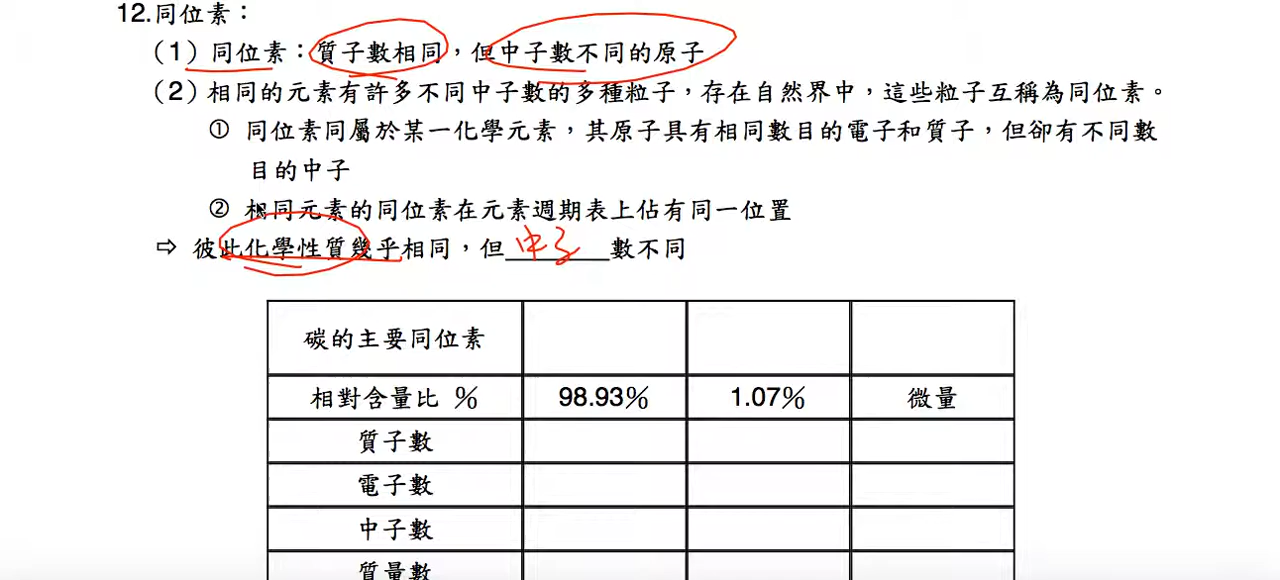 12.同位素：
（1）同位素：質子數相同，但中子數不同的原子
（2）相同的元素有許多不同中子數的多種粒子，存在自然界中，這些粒子互稱為同位素。
① 同位素同屬於某一化學元素，其原子具有相同數目的電子和質子，但卻有不同數
目的中子
② 相同元素的同位素在元素週期表上佔有同一位置
⇨ 彼此化學性質幾乎相同，但中子數不同
碳的主要同位素
相對含量比 % 98.93% 1.07% 微量
質子數
電子數
中子數
質量數